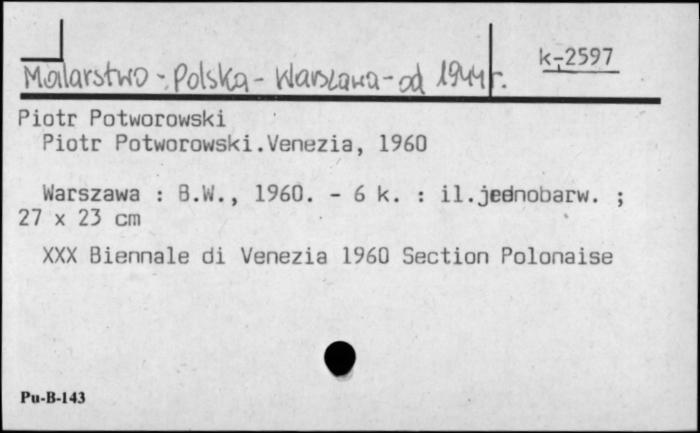 Malarstwo - Polska - Warszawa - od 1944 r.
k-2597
Piotr Potworowski
Piotr Potworowski.Venezia, 1960
Warszawa : B.W., 1960. - 6 k. : il.jednobarw. ;
27 x 23 cm
XXX Biennale di Venezia 1960 Section Polonaise
Pu-B-143